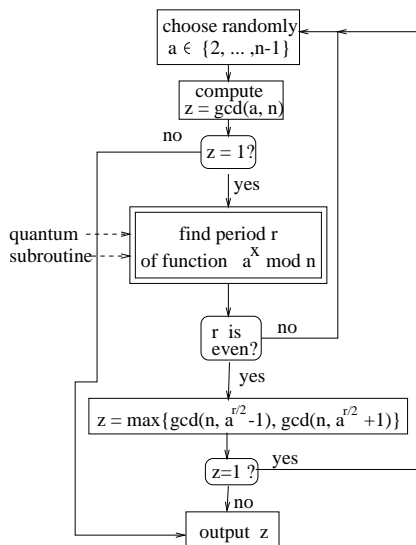 choose randomly
a ∈ {2, ... ,n-1}
compute
z = gcd(a, n)
no
z = 1?
yes
quantum
subroutine
find period r
of function a^x mod n
r is
even?
no
yes
z = max{gcd(n, a^r/2 -1), gcd(n, a^r/2 +1)}
z=1 ?
yes
no
output z